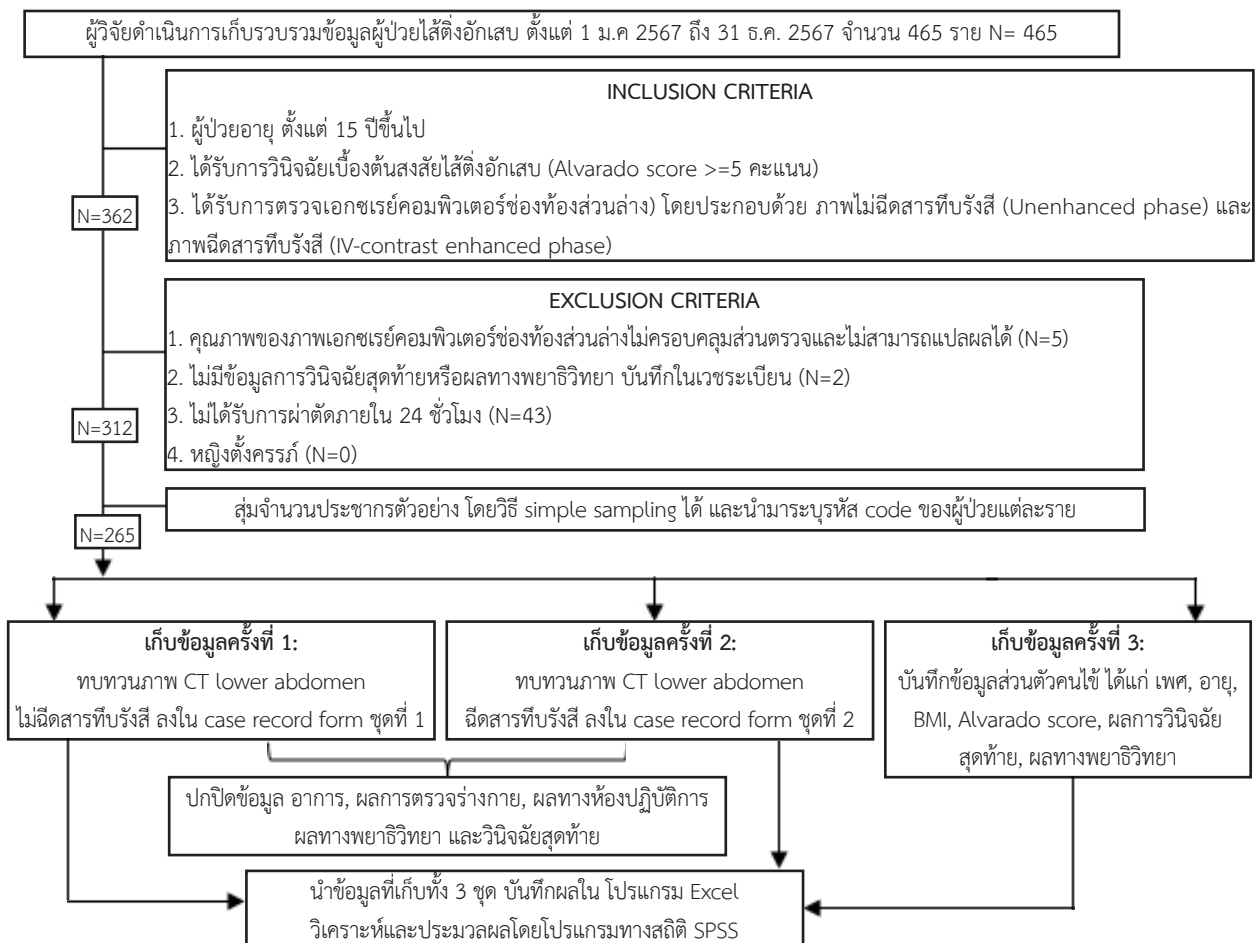 ผู้วิจัยดำเนินการเก็บรวบรวมข้อมูลผู้ป่วยไส้ติ่งอักเสบ ตั้งแต่ 1 ม.ค 2567 ถึง 31 ธ.ค. 2567 จำนวน 465 ราย N= 465
INCLUSION CRITERIA
1. ผู้ป่วยอายุ ตั้งแต่ 15 ปีขึ้นไป
2. ได้รับการวินิจฉัยเบื้องต้นสงสัยไส้ติ่งอักเสบ (Alvarado score >=5 คะแนน)
3. ได้รับการตรวจเอกซเรย์คอมพิวเตอร์ช่องท้องส่วนล่าง) โดยประกอบด้วย ภาพไม่ฉีดสารทึบรังสี (Unenhanced phase) และ
ภาพฉีดสารทึบรังสี (IV-contrast enhanced phase)
N=362
EXCLUSION CRITERIA
1. คุณภาพของภาพเอกซเรย์คอมพิวเตอร์ช่องท้องส่วนล่างไม่ครอบคลุมส่วนตรวจและไม่สามารถแปลผลได้ (N=5)
2. ไม่มีข้อมูลการวินิจฉัยสุดท้ายหรือผลทางพยาธิวิทยา บันทึกในเวชระเบียน (N=2)
3. ไม่ได้รับการผ่าตัดภายใน 24 ชั่วโมง (N=43)
4. หญิงตั้งครรภ์ (N=0)
N=312
สุ่มจำนวนประชากรตัวอย่าง โดยวิธี simple sampling ได้ และนำมาระบุรหัส code ของผู้ป่วยแต่ละราย
N=265
เก็บข้อมูลครั้งที่ 1:
ทบทวนภาพ CT lower abdomen
ไม่ฉีดสารทึบรังสี ลงใน case record form ชุดที่ 1
เก็บข้อมูลครั้งที่ 2:
ทบทวนภาพ CT lower abdomen
ฉีดสารทึบรังสี ลงใน case record form ชุดที่ 2
เก็บข้อมูลครั้งที่ 3:
บันทึกข้อมูลส่วนตัวคนไข้ ได้แก่ เพศ, อายุ,
BMI, Alvarado score, ผลการวินิจฉัย
สุดท้าย, ผลทางพยาธิวิทยา
ปกปิดข้อมูล อาการ, ผลการตรวจร่างกาย, ผลทางห้องปฏิบัติการ
ผลทางพยาธิวิทยา และวินิจฉัยสุดท้าย
นำข้อมูลที่เก็บทั้ง 3 ชุด บันทึกผลใน โปรแกรม Excel
วิเคราะห์และประมวลผลโดยโปรแกรมทางสถิติ SPSS